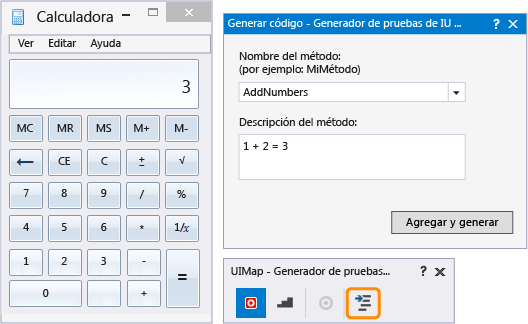 Calculadora
Ver Editar Ayuda
3
MC MR MS M+ M-
← CE C ± √
7 8 9 / %
4 5 6 * 1/x
1 2 3 - =
0 . +
Generar código - Generador de pruebas de IU ... ? X
Nombre del método:
(por ejemplo: MiMétodo)
AddNumbers
Descripción del método:
1 + 2 = 3
Agregar y generar
UIMap - Generador de pruebas... ? X